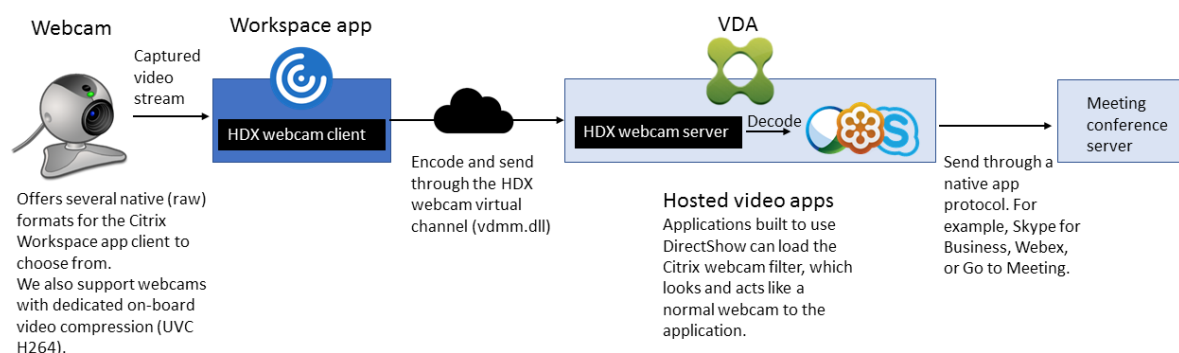 Webcam
Captured
video
stream
Offers several native (raw)
formats for the Citrix
Workspace app client to
choose from.
We also support webcams
with dedicated on-board
video compression (UVC
H264).
Workspace app
HDX webcam client
Encode and send
through the HDX
webcam virtual
channel (vdmm.dll)
VDA
HDX webcam server
Decode
S
Hosted video apps
Applications built to use
DirectShow can load the
Citrix webcam filter, which
looks and acts like a
normal webcam to the
application.
Send through a
native app
protocol. For
example, Skype for
Business, Webex,
or Go to Meeting.
Meeting
conference
server